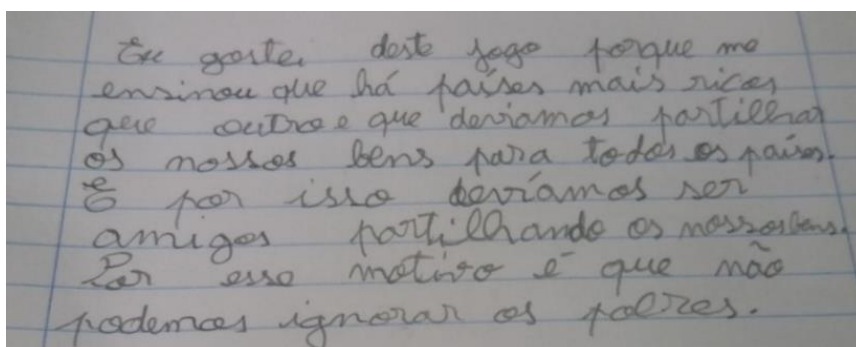 Eu gostei deste jogo porque me
ensinou que há países mais ricos
que outro e que deviamos partilhar
os nossos bens para todos os países.
E por isso devíamos ser
amigos partilhando os nossos bens.
Por esse motivo é que não
podemos ignorar os pobres.